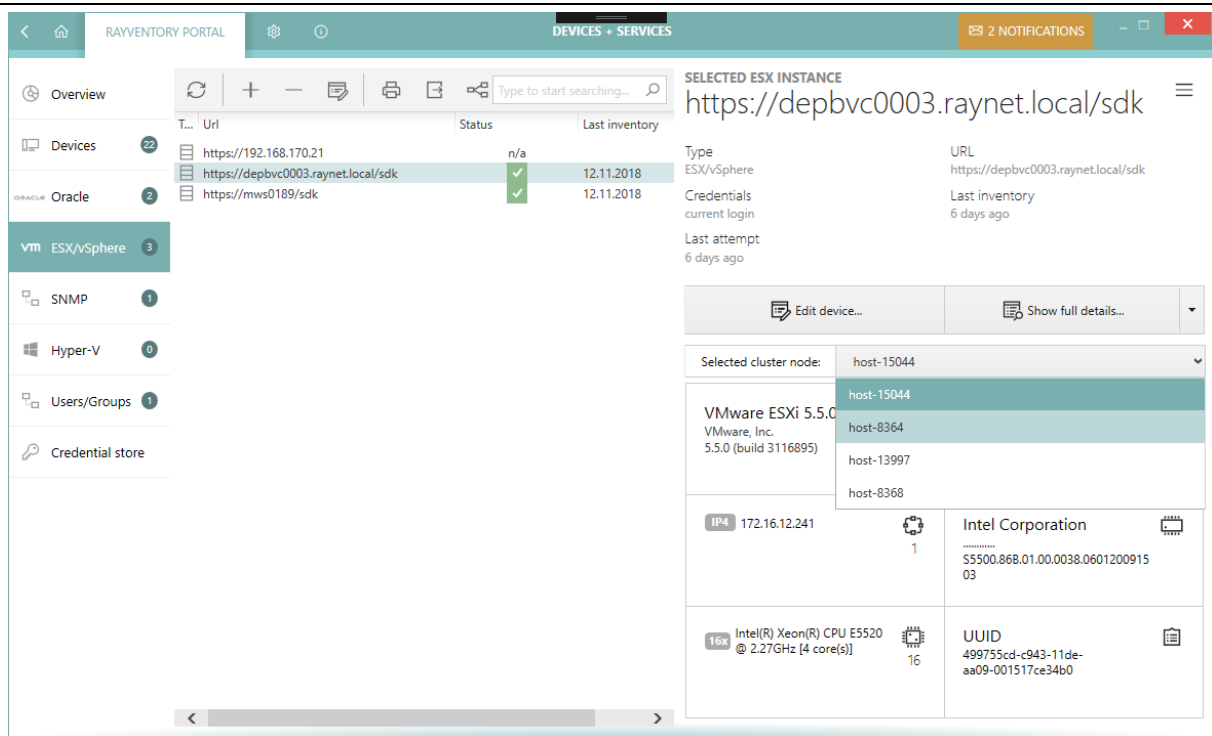 RAYVENTORY PORTAL
DEVICES + SERVICES
2 NOTIFICATIONS
Overview
Devices 22
ORACLE Oracle 2
vm ESX/vSphere 3
SNMP 1
Hyper-V 0
Users/Groups 1
Credential store
Type to start searching...
T... Url Status Last inventory
https://192.168.170.21 n/a
https://depbvc0003.raynet.local/sdk 12.11.2018
https://mws0189/sdk 12.11.2018
SELECTED ESX INSTANCE
https://depbvc0003.raynet.local/sdk
Type
ESX/vSphere
URL
https://depbvc0003.raynet.local/sdk
Credentials
current login
Last inventory
6 days ago
Last attempt
6 days ago
Edit device...
Show full details...
Selected cluster node: host-15044
host-15044
host-8364
host-13997
host-8368
VMware ESXi 5.5.0
VMware, Inc.
5.5.0 (build 3116895)
IP4 172.16.12.241
1
Intel Corporation
............
S5500.86B.01.00.0038.0601200915
03
16x Intel(R) Xeon(R) CPU E5520
@ 2.27GHz [4 core(s)]
16
UUID
499755cd-c943-11de-
aa09-001517ce34b0